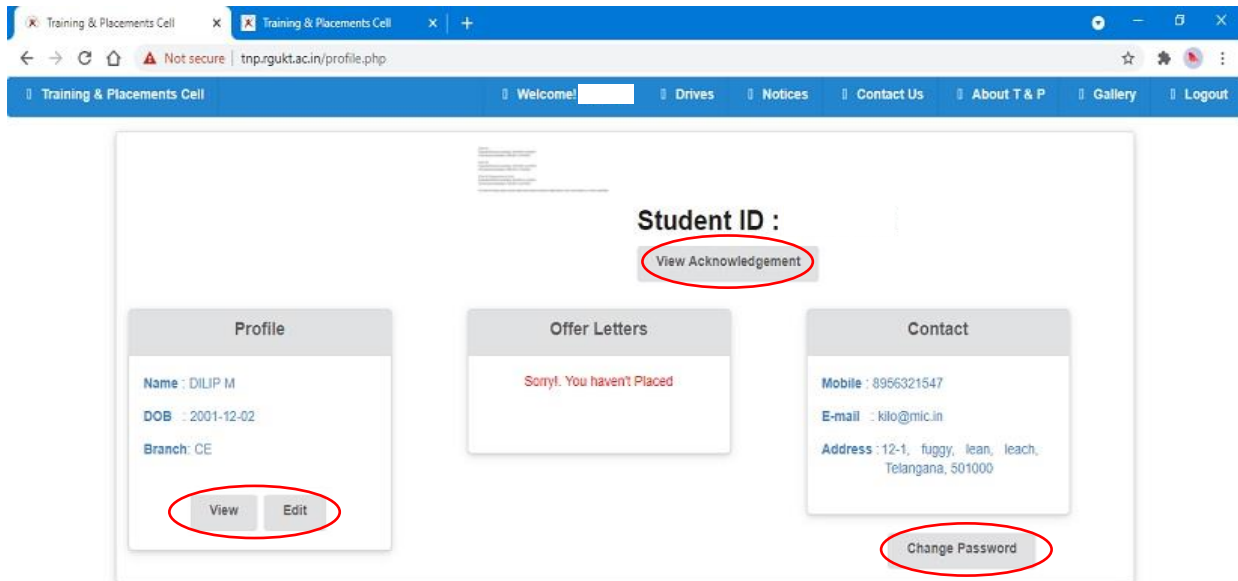 Training & Placements Cell
Training & Placements Cell
Not secure | tnp.rgukt.ac.in/profile.php
Training & Placements Cell Welcome! Drives Notices Contact Us About T & P Gallery Logout
Student ID :
View Acknowledgement
Profile
Name : DILIP M
DOB : 2001-12-02
Branch: CE
View Edit
Offer Letters
Sorry!. You haven't Placed
Contact
Mobile : 8956321547
E-mail : kilo@mic.in
Address : 12-1, fuggy, lean, leach,
Telangana, 501000
Change Password